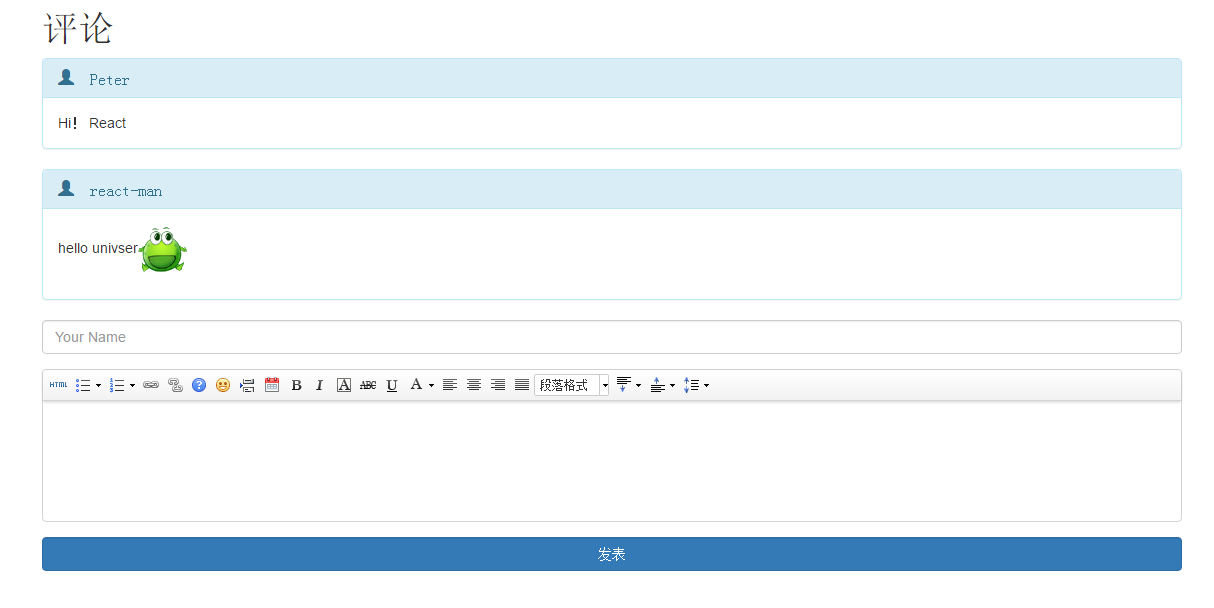 评论
Peter
Hi！ React
react-man
hello univser
Your Name
HTML ? B I A ABC U A 段落格式
发表